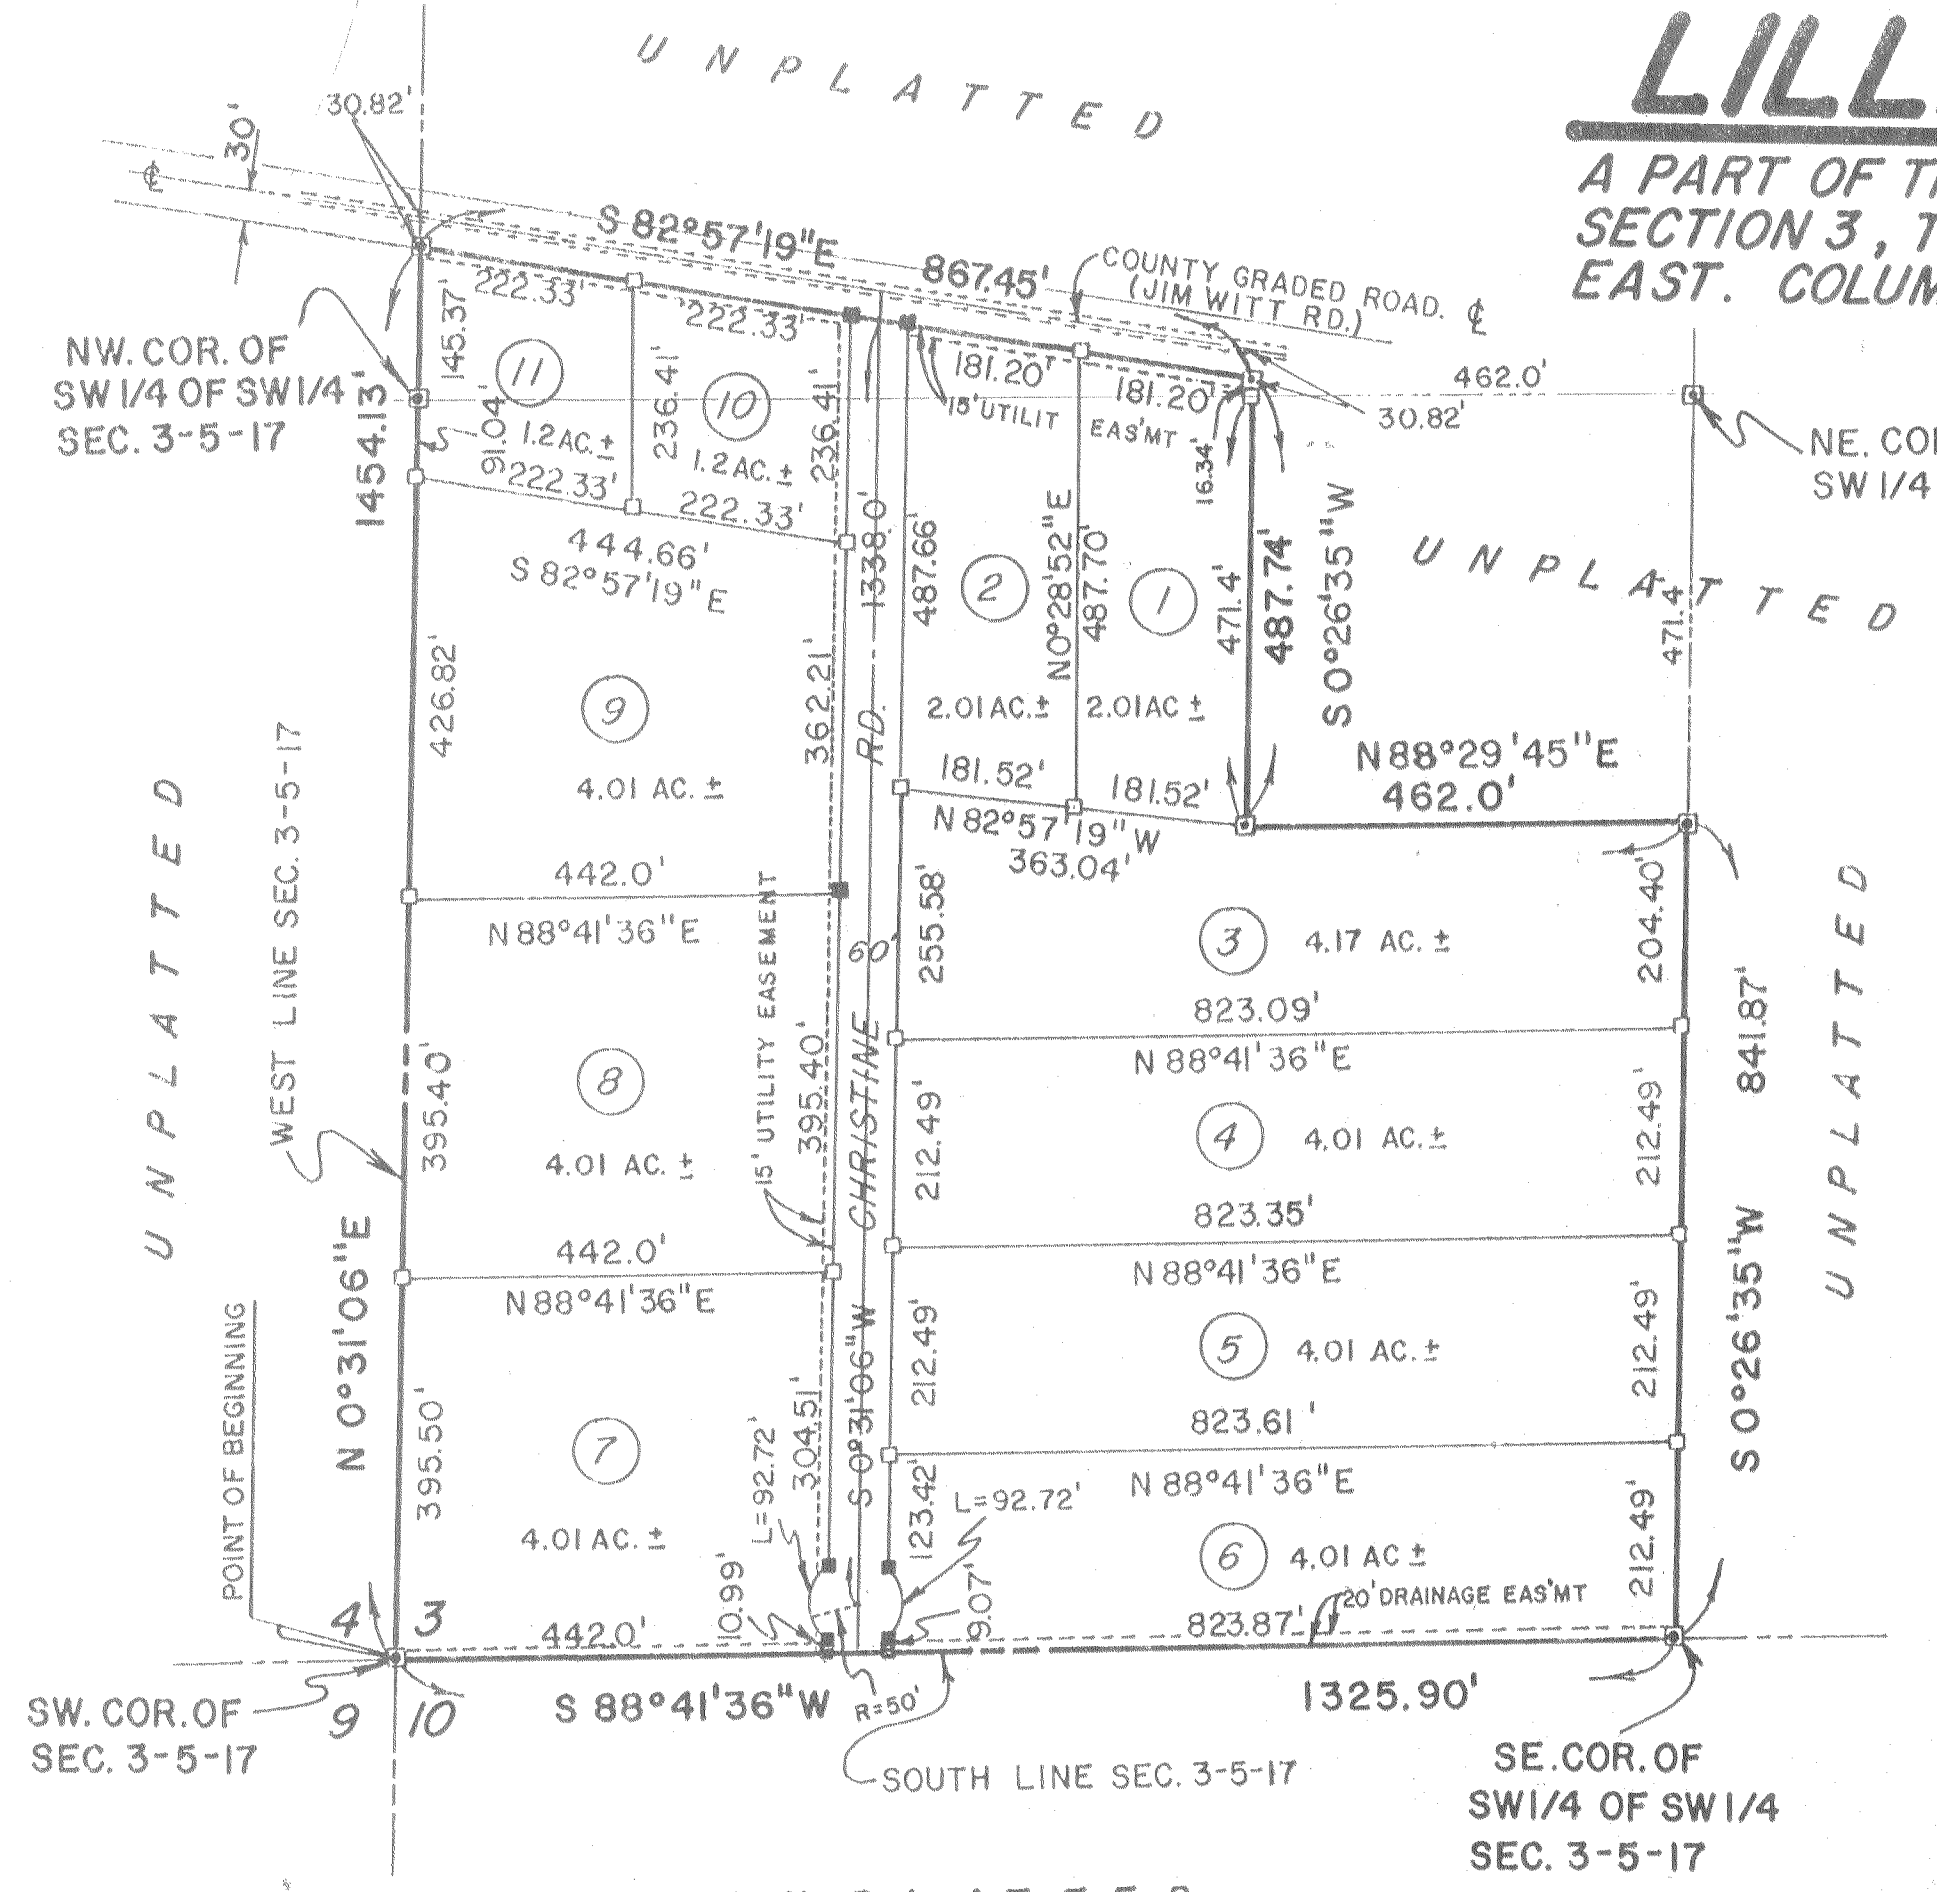 UNPLATTED
LILL
A PART OF T
SECTION 3, T
EAST. COLUM
30.82'
30'
℄
S 82°57'19"E
867.45'
COUNTY GRADED ROAD. ℄
(JIM WITT RD.)
222.33'
222.33'
NW. COR. OF
SW 1/4 OF SW 1/4
SEC. 3-5-17
145.37'
11
1.2 AC. ±
91.04'
236.41'
10
1.2 AC. ±
236.41'
222.33'
222.33'
444.66'
S 82°57'19"E
1454.13'
181.20'
181.20'
15' UTILIT EAS'MT
16.34'
462.0'
30.82'
NE. CO
SW 1/4
UNPLATTED
471.4
1338.0'
487.66'
2
2.01 AC. ±
N 0°28'52"E
487.70'
1
2.01 AC ±
471.4'
487.74'
S 0°26'35"W
N 88°29'45"E
462.0'
181.52'
181.52'
N 82°57'19"W
363.04'
426.82'
9
4.01 AC. ±
362.21'
442.0'
N 88°41'36"E
UNPLATTED
WEST LINE SEC. 3-5-17
CHRISTINE RD.
60'
255.58'
3
4.17 AC. ±
204.40'
823.09'
N 88°41'36"E
841.87'
UNPLATTED
395.40'
8
4.01 AC. ±
15' UTILITY EASEMENT
395.40'
442.0'
N 88°41'36"E
212.49'
4
4.01 AC. ±
212.49'
823.35'
N 88°41'36"E
N 0°31'06"E
S 0°31'06"W
212.49'
5
4.01 AC. ±
212.49'
823.61'
N 88°41'36"E
S 0°26'35"W
POINT OF BEGINNING
395.50'
7
4.01 AC. ±
304.51'
L=92.72'
10.99'
442.0'
123.42'
L=92.72'
9.07'
6
4.01 AC ±
212.49'
20' DRAINAGE EAS'MT
823.87'
4 3
9 10
SW. COR. OF
SEC. 3-5-17
S 88°41'36"W
R=50'
1325.90'
SOUTH LINE SEC. 3-5-17
SE. COR. OF
SW1/4 OF SW1/4
SEC. 3-5-17